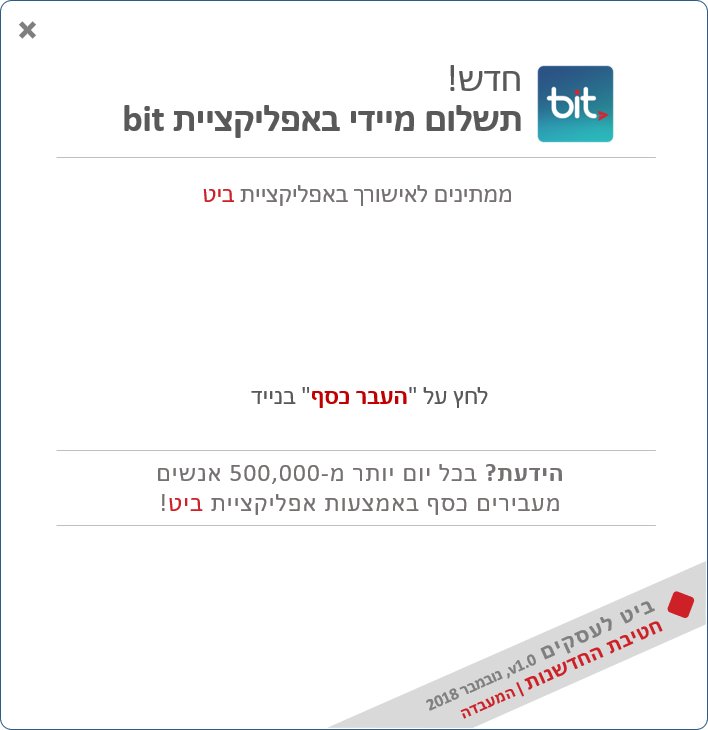 חדש!
תשלום מיידי באפליקציית bit
bit
ממתינים לאישורך באפליקציית ביט
לחץ על "העבר כסף" בנייד
הידעת? בכל יום יותר מ-500,000 אנשים
מעבירים כסף באמצעות אפליקציית ביט!
ביט לעסקים v1.0, נובמבר 2018
חטיבת החדשנות | המעבדה